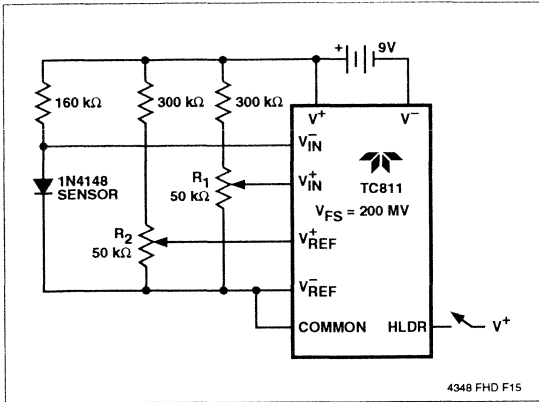 + 9V
160 kΩ
300 kΩ
300 kΩ
V+
V−
V−IN
1N4148
SENSOR
R1
50 kΩ
V+IN
TC811
VFS = 200 MV
R2
50 kΩ
V+REF
V−REF
COMMON
HLDR
V+
4348 FHD F15